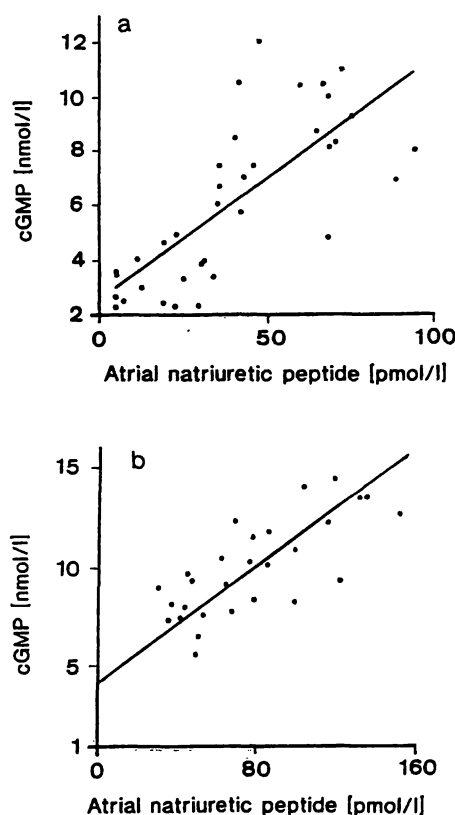 a
12
10
8
6
4
2
cGMP [nmol/l]
0 50 100
Atrial natriuretic peptide [pmol/l]
b
15
10
5
1
cGMP [nmol/l]
0 80 160
Atrial natriuretic peptide [pmol/l]